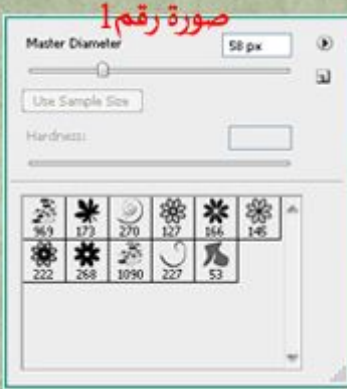 صورة رقم1
Master Diameter 58 px
Use Sample Size
Hardness:
969 173 270 127 166 145
222 268 1090 227 53